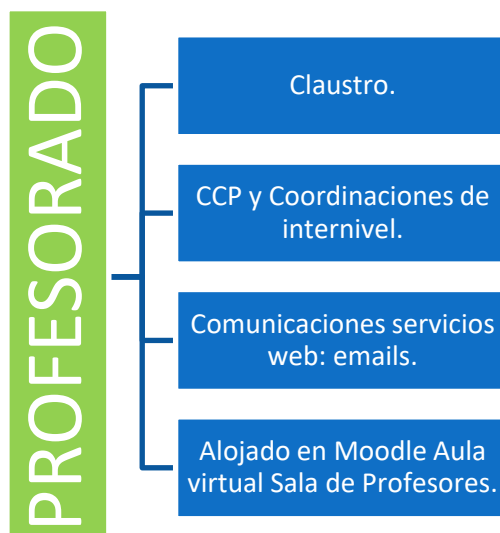 PROFESORADO
Claustro.
CCP y Coordinaciones de
internivel.
Comunicaciones servicios
web: emails.
Alojado en Moodle Aula
virtual Sala de Profesores.